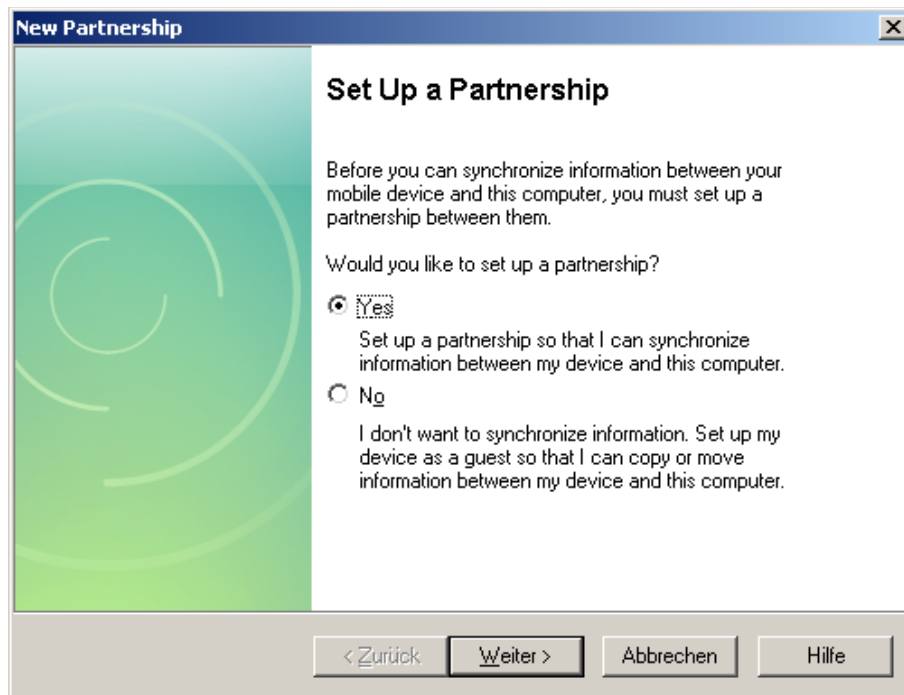 New Partnership
Set Up a Partnership
Before you can synchronize information between your
mobile device and this computer, you must set up a
partnership between them.
Would you like to set up a partnership?
Yes
Set up a partnership so that I can synchronize
information between my device and this computer.
No
I don't want to synchronize information. Set up my
device as a guest so that I can copy or move
information between my device and this computer.
< Zurück
Weiter >
Abbrechen
Hilfe